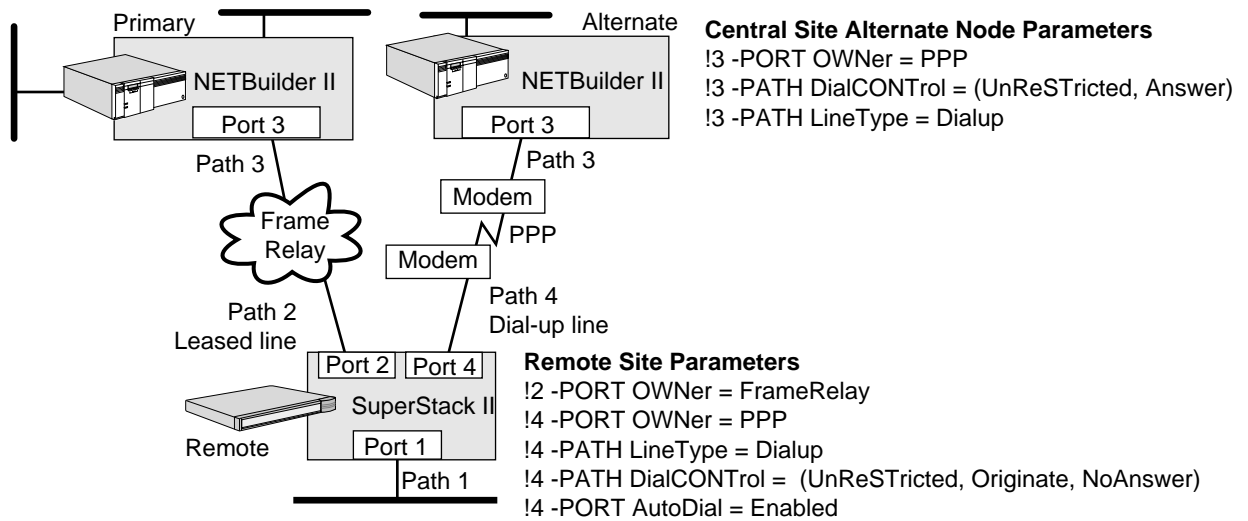 Primary
Alternate
NETBuilder II
NETBuilder II
Port 3
Port 3
Path 3
Path 3
Central Site Alternate Node Parameters
!3 -PORT OWNer = PPP
!3 -PATH DialCONTrol = (UnReSTricted, Answer)
!3 -PATH LineType = Dialup
Modem
Frame
Relay
PPP
Modem
Path 2
Leased line
Path 4
Dial-up line
Port 2
Port 4
SuperStack II
Remote
Port 1
Path 1
Remote Site Parameters
!2 -PORT OWNer = FrameRelay
!4 -PORT OWNer = PPP
!4 -PATH LineType = Dialup
!4 -PATH DialCONTrol = (UnReSTricted, Originate, NoAnswer)
!4 -PORT AutoDial = Enabled